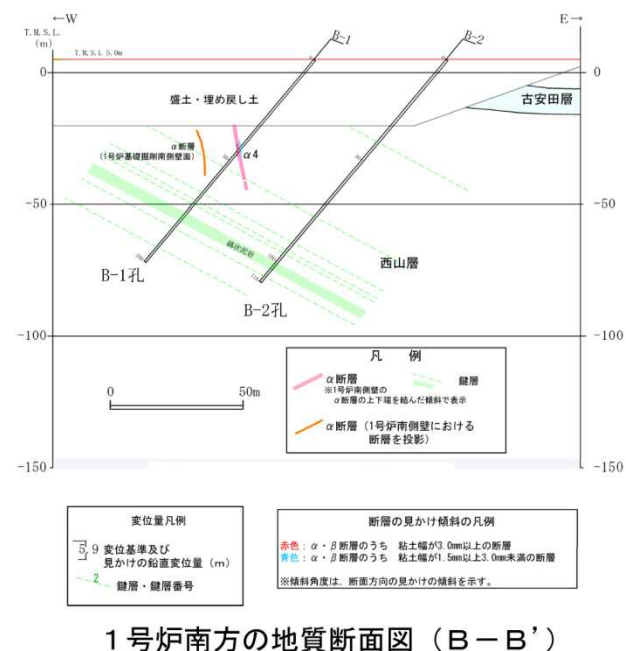 ←W
E→
T.M.S.L.
(m)
T.M.S.L 5.0m
B-1
B-2
0
0
盛土・埋め戻し土
古安田層
α断層
(1号炉基礎掘削南側壁面)
α4
-50
-50
縞状泥岩
西山層
B-1孔
B-2孔
-100
-100
凡 例
α断層
※1号炉南側壁の
α断層の上下端を結んだ傾斜で表示
鍵層
α断層（1号炉南側壁における
断層を投影）
0 50m
-150
-150
変位量凡例
5.9 変位基準及び
見かけの鉛直変位量（m）
2
鍵層・鍵層番号
断層の見かけ傾斜の凡例
赤色：α・β断層のうち 粘土幅が3.0mm以上の断層
青色：α・β断層のうち 粘土幅が1.5mm以上3.0mm未満の断層
※傾斜角度は、断面方向の見かけの傾斜を示す。
１号炉南方の地質断面図（Ｂ－Ｂ’）